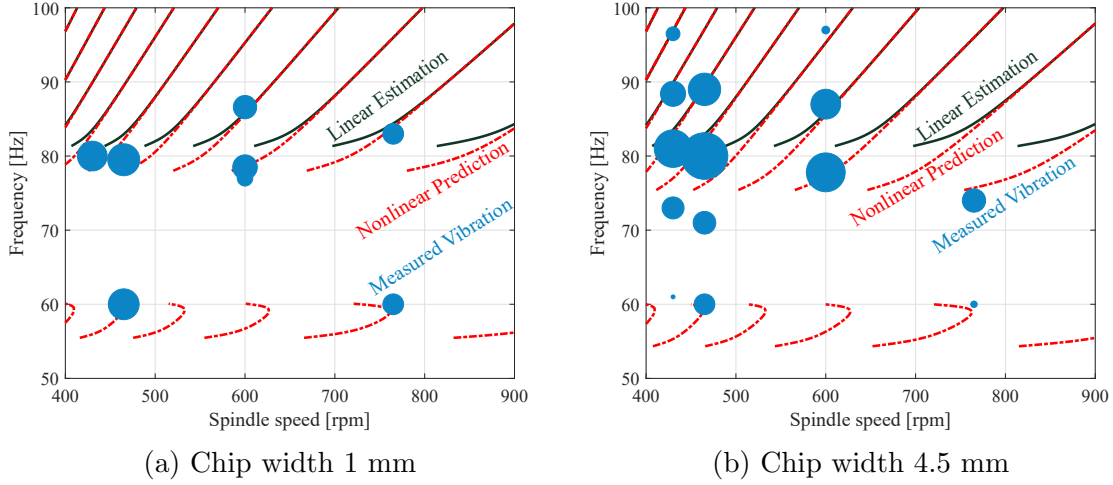 100
90
80
70
60
50
Frequency [Hz]
400
500
600
700
800
900
Spindle speed [rpm]
Linear Estimation
Nonlinear Prediction
Measured Vibration
(a) Chip width 1 mm
100
90
80
70
60
50
Frequency [Hz]
400
500
600
700
800
900
Spindle speed [rpm]
Linear Estimation
Nonlinear Prediction
Measured Vibration
(b) Chip width 4.5 mm